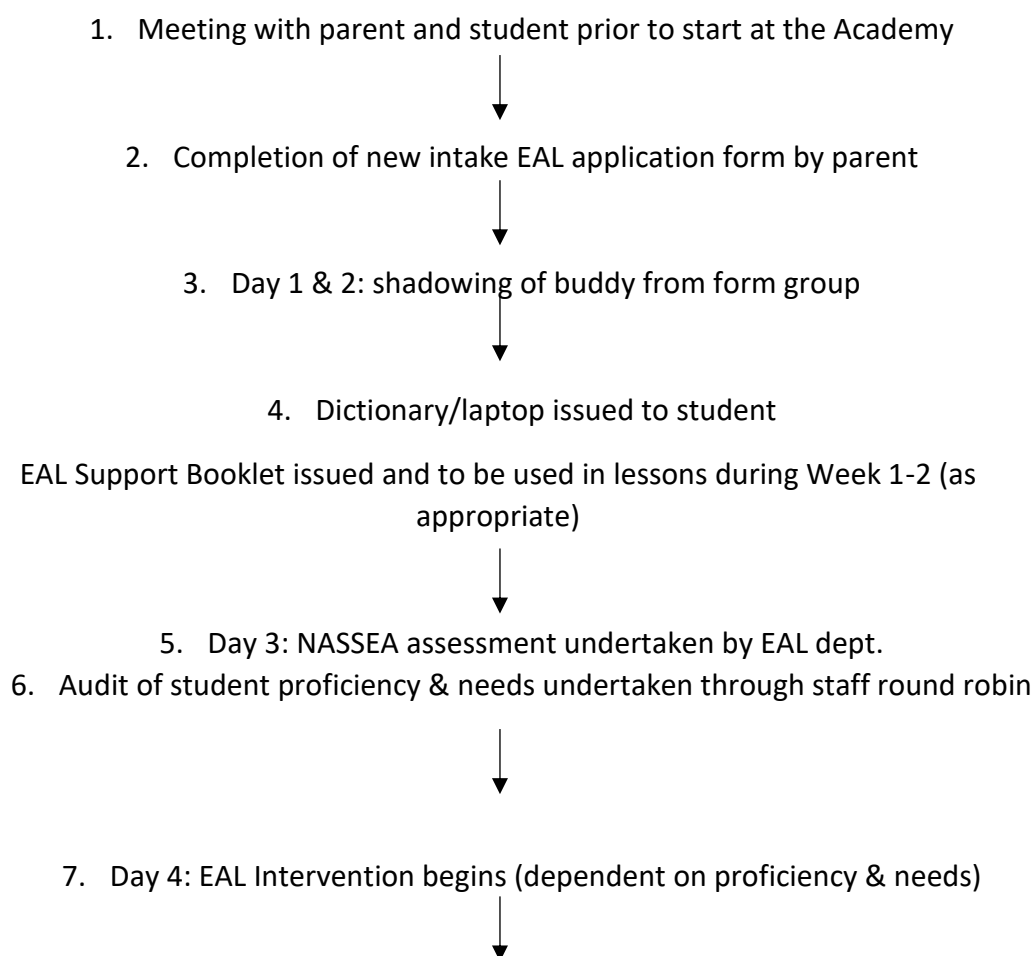 1. Meeting with parent and student prior to start at the Academy
2. Completion of new intake EAL application form by parent
3. Day 1 & 2: shadowing of buddy from form group
4. Dictionary/laptop issued to student
EAL Support Booklet issued and to be used in lessons during Week 1-2 (as
appropriate)
5. Day 3: NASSEA assessment undertaken by EAL dept.
6. Audit of student proficiency & needs undertaken through staff round robin
7. Day 4: EAL Intervention begins (dependent on proficiency & needs)